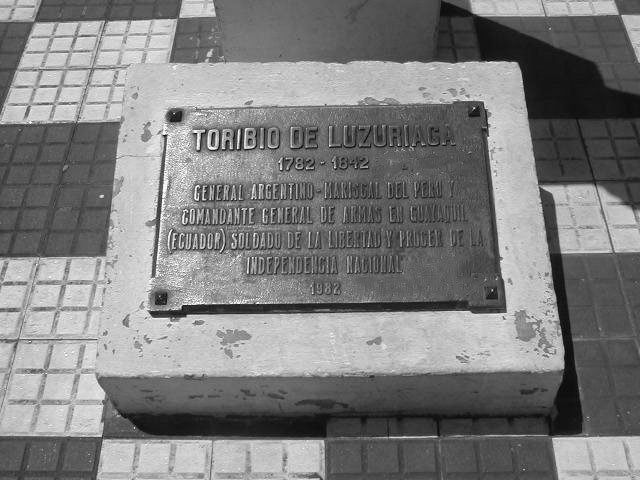 TORIBIO DE LUZURIAGA
1782 - 1842
GENERAL ARGENTINO - MARISCAL DEL PERU Y
COMANDANTE GENERAL DE ARMAS EN GUAYAQUIL
(ECUADOR) SOLDADO DE LA LIBERTAD Y PROCER DE LA
INDEPENDENCIA NACIONAL
1982